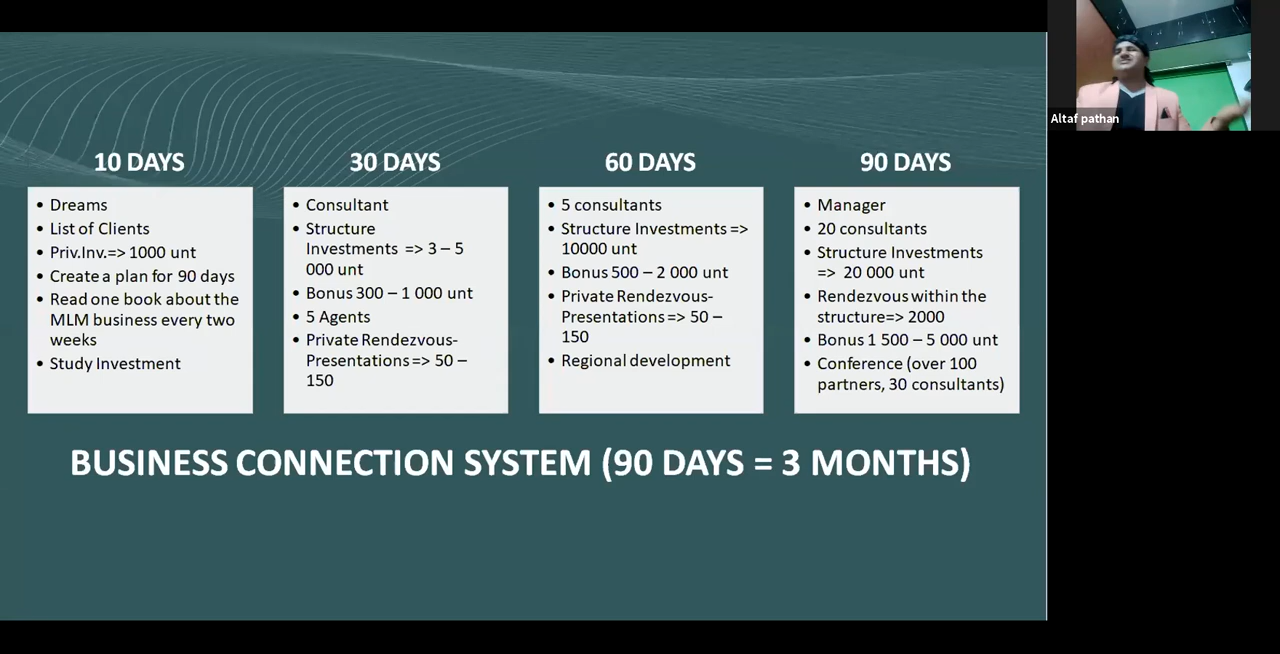 10 DAYS
• Dreams
• List of Clients
• Priv.Inv.=> 1000 unt
• Create a plan for 90 days
• Read one book about the
MLM business every two
weeks
• Study Investment
30 DAYS
• Consultant
• Structure
Investments => 3 – 5
000 unt
• Bonus 300 – 1 000 unt
• 5 Agents
• Private Rendezvous-
Presentations => 50 –
150
60 DAYS
• 5 consultants
• Structure Investments =>
10000 unt
• Bonus 500 – 2 000 unt
• Private Rendezvous-
Presentations => 50 –
150
• Regional development
90 DAYS
• Manager
• 20 consultants
• Structure Investments
=> 20 000 unt
• Rendezvous within the
structure=> 2000
• Bonus 1 500 – 5 000 unt
• Conference (over 100
partners, 30 consultants)
BUSINESS CONNECTION SYSTEM (90 DAYS = 3 MONTHS)
Altaf pathan